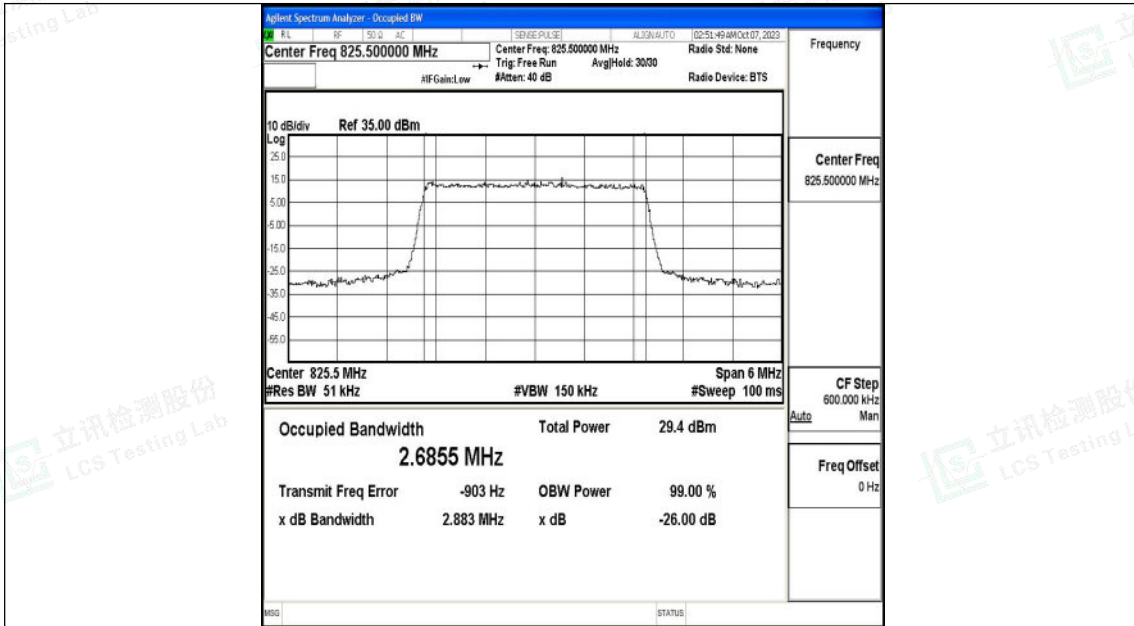 Agilent Spectrum Analyzer - Occupied BW
RL RF 50 Ω AC SENSE:PULSE ALIGNAUTO 02:51:49 AM Oct 07, 2023
Center Freq 825.500000 MHz
Center Freq: 825.500000 MHz
Radio Std: None
Trig: Free Run Avg|Hold: 30/30
#IFGain:Low #Atten: 40 dB
Radio Device: BTS
10 dB/div Ref 35.00 dBm
Log
25.0
15.0
5.00
-5.00
-15.0
-25.0
-35.0
-45.0
-55.0
Center 825.5 MHz Span 6 MHz
#Res BW 51 kHz #VBW 150 kHz #Sweep 100 ms
Occupied Bandwidth Total Power 29.4 dBm
2.6855 MHz
Transmit Freq Error -903 Hz OBW Power 99.00 %
x dB Bandwidth 2.883 MHz x dB -26.00 dB
MSG STATUS
Frequency
Center Freq
825.500000 MHz
CF Step
600.000 kHz
Auto Man
Freq Offset
0 Hz
sting Lab
立讯检测股份
LCS Testing Lab
立讯检测股份
LCS Testing L